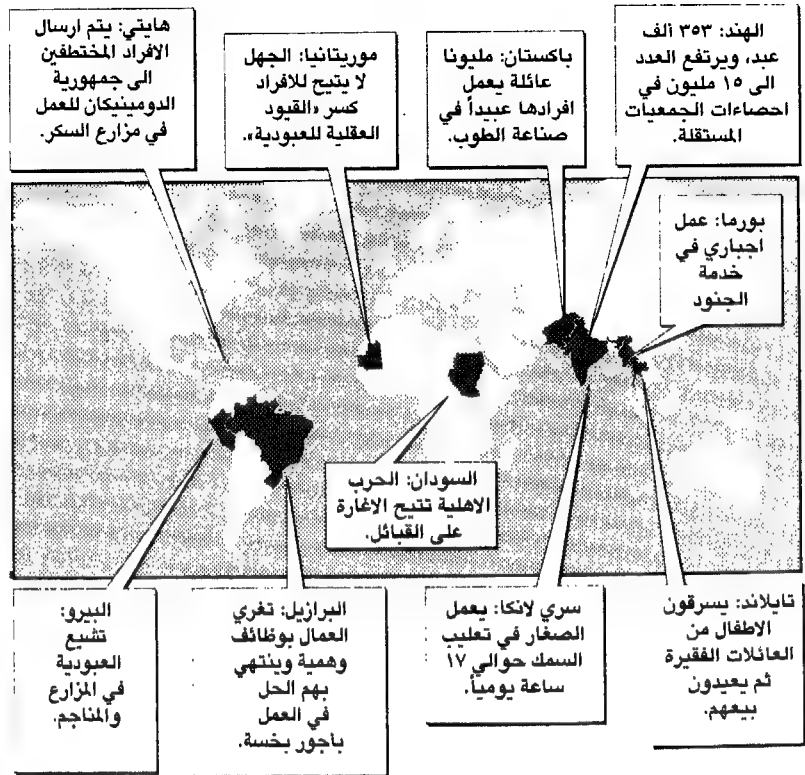 الهند: ٣٥٣ ألف
عبد، ويرتفع العدد
الى ١٥ مليون في
احصاءات الجمعيات
المستقلة.
باكستان: مليونا
عائلة يعمل
افرادها عبيداً في
صناعة الطوب.
موريتانيا: الجهل
لا يتيح للافراد
كسر «القيود
العقلية للعبودية».
هايتي: يتم ارسال
الافراد المختطفين
الى جمهورية
الدومينيكان للعمل
في مزارع السكر.
بورما: عمل
اجباري في
خدمة
الجنود
السودان: الحرب
الاهلية تتيح الاغارة
على القبائل.
تايلاند: يسرقون
الاطفال من
العائلات الفقيرة
ثم يعيدون
بيعهم.
سري لانكا: يعمل
الصغار في تعليب
السمك حوالي ١٧
ساعة يومياً.
البرازيل: تغري
العمال بوظائف
وهمية وينتهي
بهم الحل
في العمل
بأجور بخسة.
البيرو:
تشيع
العبودية
في المزارع
والمناجم.